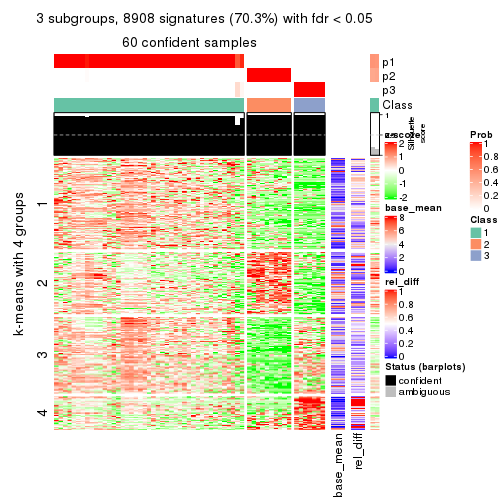 3 subgroups, 8908 signatures (70.3%) with fdr < 0.05
60 confident samples
p1
p2
p3
Class
1
Silhouette
score
z-score
2
1
-1
-2
base_mean
8
6
4
2
0
rel_diff
1
0.8
0.6
0.4
0.2
0
Status (barplots)
confident
ambiguous
Prob
1
0.8
0.6
0.4
0.2
0
Class
1
2
3
k-means with 4 groups
1
2
3
4
base_mean
rel_diff